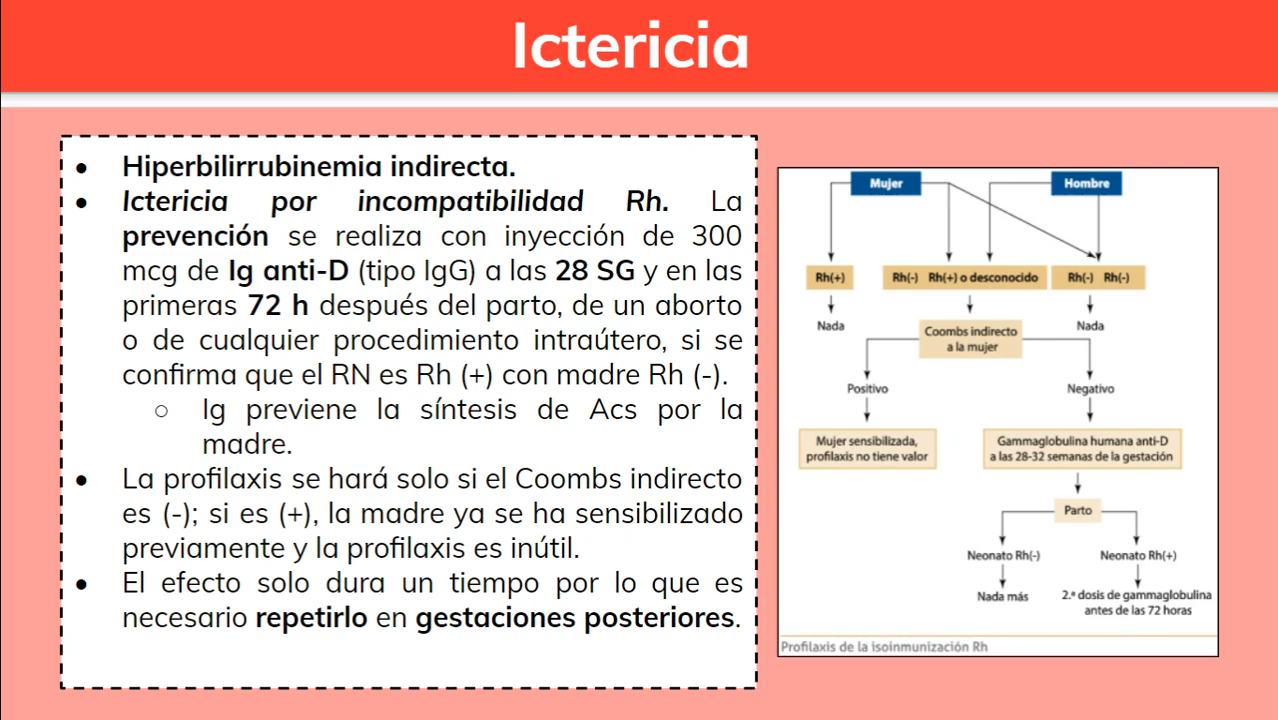 Ictericia
● Hiperbilirrubinemia indirecta.
● Ictericia por incompatibilidad Rh. La
prevención se realiza con inyección de 300
mcg de Ig anti-D (tipo IgG) a las 28 SG y en las
primeras 72 h después del parto, de un aborto
o de cualquier procedimiento intraútero, si se
confirma que el RN es Rh (+) con madre Rh (-).
○ Ig previene la síntesis de Acs por la
madre.
● La profilaxis se hará solo si el Coombs indirecto
es (-); si es (+), la madre ya se ha sensibilizado
previamente y la profilaxis es inútil.
● El efecto solo dura un tiempo por lo que es
necesario repetirlo en gestaciones posteriores.
Mujer
Hombre
Rh(+)
Rh(-) Rh(+) o desconocido
Rh(-) Rh(-)
Nada
Coombs indirecto
a la mujer
Nada
Positivo
Negativo
Mujer sensibilizada,
profilaxis no tiene valor
Gammaglobulina humana anti-D
a las 28-32 semanas de la gestación
Parto
Neonato Rh(-)
Neonato Rh(+)
Nada más
2.ª dosis de gammaglobulina
antes de las 72 horas
Profilaxis de la isoinmunización Rh